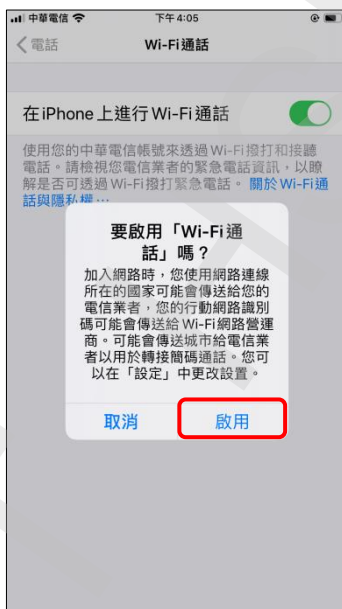 中華電信 下午4:05
電話 Wi-Fi通話
在iPhone上進行Wi-Fi通話
使用您的中華電信帳號來透過Wi-Fi撥打和接聽
電話。請檢視您電信業者的緊急電話資訊，以瞭
解是否可透過Wi-Fi撥打緊急電話。關於Wi-Fi通
話與隱私權…
要啟用「Wi-Fi通
話」嗎？
加入網路時，您使用網路連線
所在的國家可能會傳送給您的
電信業者，您的行動網路識別
碼可能會傳送給Wi-Fi網路營運
商。可能會傳送城市給電信業
者以用於轉接簡碼通話。您可
以在「設定」中更改設置。
取消 啟用